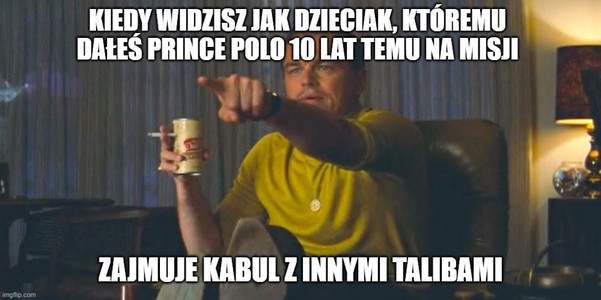 KIEDY WIDZISZ JAK DZIECIAK, KTÓREMU
DAŁEŚ PRINCE POLO 10 LAT TEMU NA MISJI
ZAJMUJE KABUL Z INNYMI TALIBAMI
imgflip.com